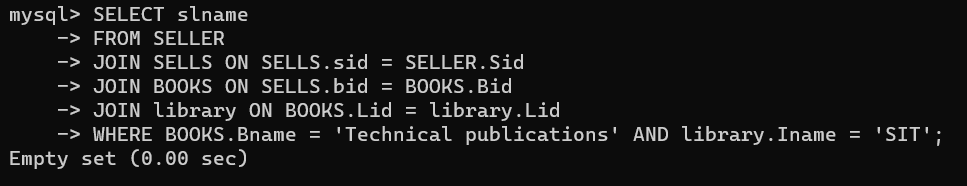 mysql> SELECT slname
    -> FROM SELLER
    -> JOIN SELLS ON SELLS.sid = SELLER.Sid
    -> JOIN BOOKS ON SELLS.bid = BOOKS.Bid
    -> JOIN library ON BOOKS.Lid = library.Lid
    -> WHERE BOOKS.Bname = 'Technical publications' AND library.Iname = 'SIT';
Empty set (0.00 sec)